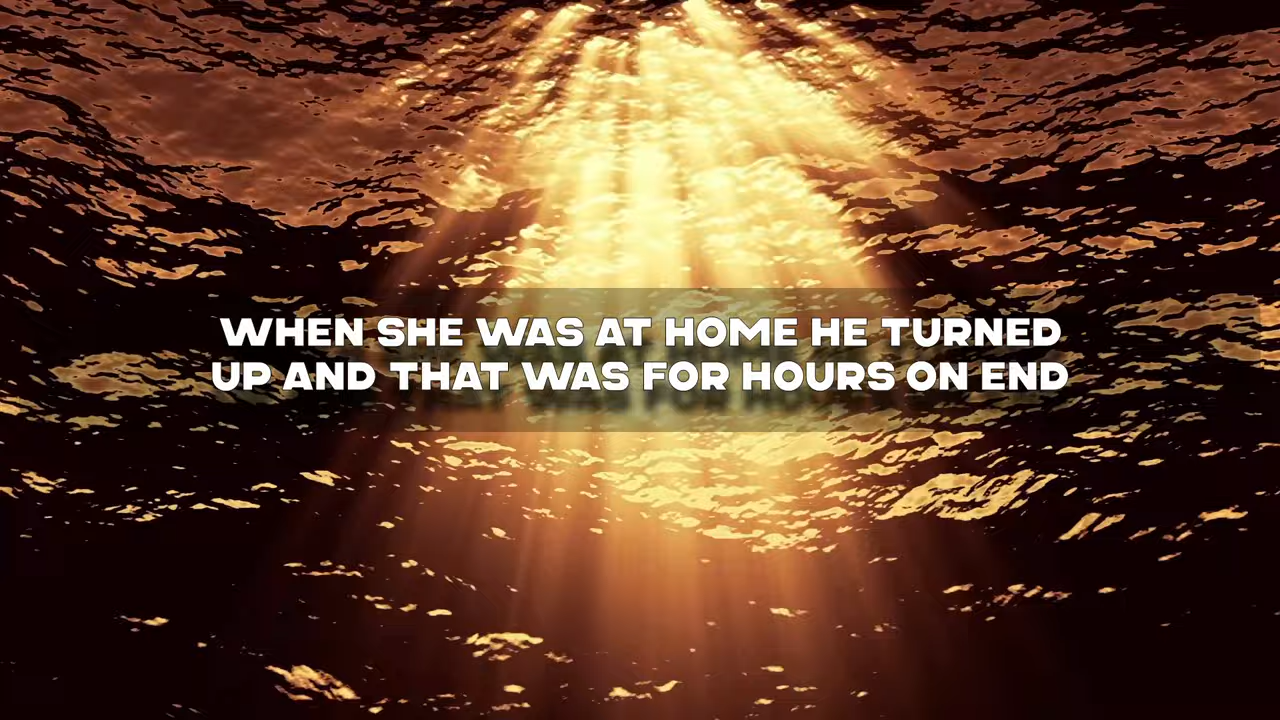 WHEN SHE WAS AT HOME HE TURNED
UP AND THAT WAS FOR HOURS ON END